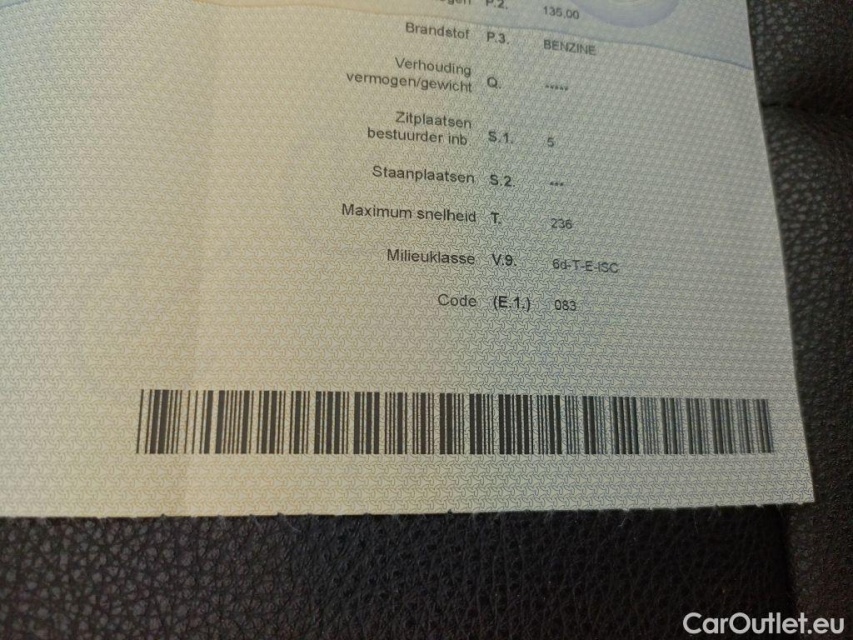 P.2. 135.00
Brandstof P.3. BENZINE
Verhouding
vermogen/gewicht Q. -----
Zitplaatsen
bestuurder inb S.1. 5
Staanplaatsen S.2. ---
Maximum snelheid T. 236
Milieuklasse V.9. 6d-T-E-ISC
Code (E.1.) 083
CarOutlet.eu